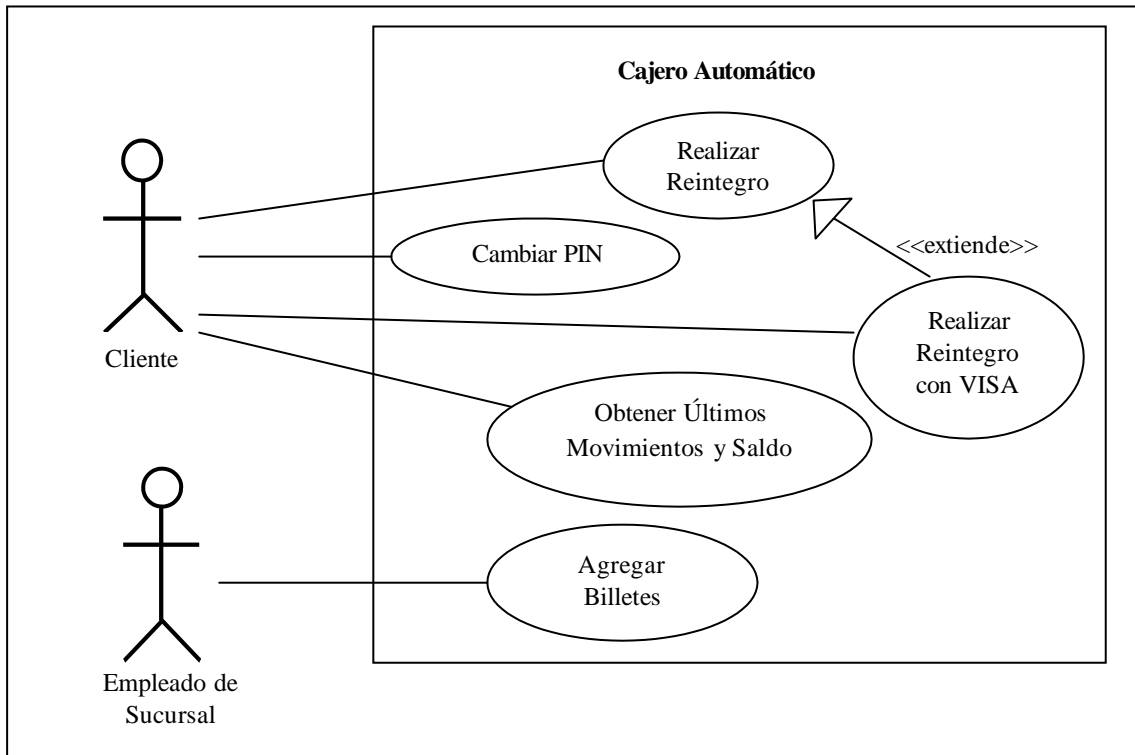 Cajero Automático
Realizar
Reintegro
Cambiar PIN
<<extiende>>
Realizar
Reintegro
con VISA
Cliente
Obtener Últimos
Movimientos y Saldo
Agregar
Billetes
Empleado de
Sucursal